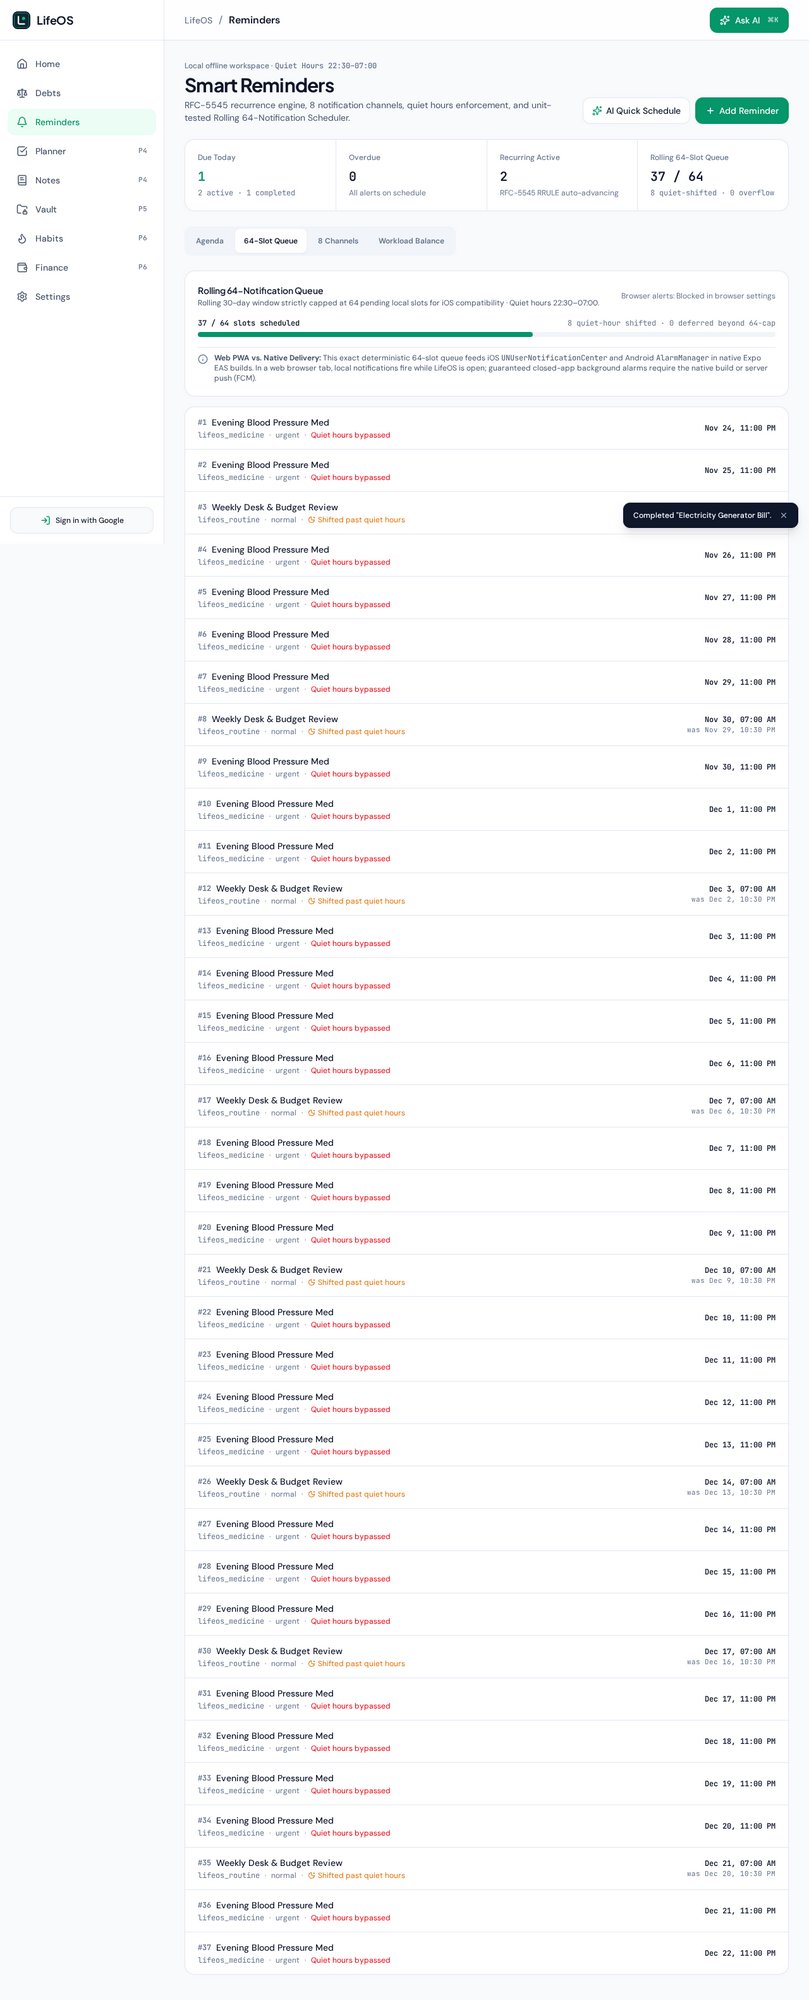 LifeOS
Home
Debts
Reminders
Planner P4
Notes P4
Vault P5
Habits P6
Finance P6
Settings
Sign in with Google
LifeOS / Reminders
Ask AI ⌘K
Local offline workspace · Quiet Hours 22:30-07:00
Smart Reminders
RFC-5545 recurrence engine, 8 notification channels, quiet hours enforcement, and unit-
tested Rolling 64-Notification Scheduler.
AI Quick Schedule
+ Add Reminder
Due Today
1
2 active · 1 completed
Overdue
0
All alerts on schedule
Recurring Active
2
RFC-5545 RRULE auto-advancing
Rolling 64-Slot Queue
37 / 64
8 quiet-shifted · 0 overflow
Agenda
64-Slot Queue
8 Channels
Workload Balance
Rolling 64-Notification Queue
Rolling 30-day window strictly capped at 64 pending local slots for iOS compatibility · Quiet hours 22:30–07:00.
Browser alerts: Blocked in browser settings
37 / 64 slots scheduled
8 quiet-hour shifted · 0 deferred beyond 64-cap
Web PWA vs. Native Delivery: This exact deterministic 64-slot queue feeds iOS UNUserNotificationCenter and Android AlarmManager in native Expo
EAS builds. In a web browser tab, local notifications fire while LifeOS is open; guaranteed closed-app background alarms require the native build or server
push (FCM).
#1 Evening Blood Pressure Med
lifeos_medicine · urgent · Quiet hours bypassed
Nov 24, 11:00 PM
#2 Evening Blood Pressure Med
lifeos_medicine · urgent · Quiet hours bypassed
Nov 25, 11:00 PM
#3 Weekly Desk & Budget Review
lifeos_routine · normal · Shifted past quiet hours
Completed "Electricity Generator Bill". ×
#4 Evening Blood Pressure Med
lifeos_medicine · urgent · Quiet hours bypassed
Nov 26, 11:00 PM
#5 Evening Blood Pressure Med
lifeos_medicine · urgent · Quiet hours bypassed
Nov 27, 11:00 PM
#6 Evening Blood Pressure Med
lifeos_medicine · urgent · Quiet hours bypassed
Nov 28, 11:00 PM
#7 Evening Blood Pressure Med
lifeos_medicine · urgent · Quiet hours bypassed
Nov 29, 11:00 PM
#8 Weekly Desk & Budget Review
lifeos_routine · normal · Shifted past quiet hours
Nov 30, 07:00 AM
was Nov 29, 10:30 PM
#9 Evening Blood Pressure Med
lifeos_medicine · urgent · Quiet hours bypassed
Nov 30, 11:00 PM
#10 Evening Blood Pressure Med
lifeos_medicine · urgent · Quiet hours bypassed
Dec 1, 11:00 PM
#11 Evening Blood Pressure Med
lifeos_medicine · urgent · Quiet hours bypassed
Dec 2, 11:00 PM
#12 Weekly Desk & Budget Review
lifeos_routine · normal · Shifted past quiet hours
Dec 3, 07:00 AM
was Dec 2, 10:30 PM
#13 Evening Blood Pressure Med
lifeos_medicine · urgent · Quiet hours bypassed
Dec 3, 11:00 PM
#14 Evening Blood Pressure Med
lifeos_medicine · urgent · Quiet hours bypassed
Dec 4, 11:00 PM
#15 Evening Blood Pressure Med
lifeos_medicine · urgent · Quiet hours bypassed
Dec 5, 11:00 PM
#16 Evening Blood Pressure Med
lifeos_medicine · urgent · Quiet hours bypassed
Dec 6, 11:00 PM
#17 Weekly Desk & Budget Review
lifeos_routine · normal · Shifted past quiet hours
Dec 7, 07:00 AM
was Dec 6, 10:30 PM
#18 Evening Blood Pressure Med
lifeos_medicine · urgent · Quiet hours bypassed
Dec 7, 11:00 PM
#19 Evening Blood Pressure Med
lifeos_medicine · urgent · Quiet hours bypassed
Dec 8, 11:00 PM
#20 Evening Blood Pressure Med
lifeos_medicine · urgent · Quiet hours bypassed
Dec 9, 11:00 PM
#21 Weekly Desk & Budget Review
lifeos_routine · normal · Shifted past quiet hours
Dec 10, 07:00 AM
was Dec 9, 10:30 PM
#22 Evening Blood Pressure Med
lifeos_medicine · urgent · Quiet hours bypassed
Dec 10, 11:00 PM
#23 Evening Blood Pressure Med
lifeos_medicine · urgent · Quiet hours bypassed
Dec 11, 11:00 PM
#24 Evening Blood Pressure Med
lifeos_medicine · urgent · Quiet hours bypassed
Dec 12, 11:00 PM
#25 Evening Blood Pressure Med
lifeos_medicine · urgent · Quiet hours bypassed
Dec 13, 11:00 PM
#26 Weekly Desk & Budget Review
lifeos_routine · normal · Shifted past quiet hours
Dec 14, 07:00 AM
was Dec 13, 10:30 PM
#27 Evening Blood Pressure Med
lifeos_medicine · urgent · Quiet hours bypassed
Dec 14, 11:00 PM
#28 Evening Blood Pressure Med
lifeos_medicine · urgent · Quiet hours bypassed
Dec 15, 11:00 PM
#29 Evening Blood Pressure Med
lifeos_medicine · urgent · Quiet hours bypassed
Dec 16, 11:00 PM
#30 Weekly Desk & Budget Review
lifeos_routine · normal · Shifted past quiet hours
Dec 17, 07:00 AM
was Dec 16, 10:30 PM
#31 Evening Blood Pressure Med
lifeos_medicine · urgent · Quiet hours bypassed
Dec 17, 11:00 PM
#32 Evening Blood Pressure Med
lifeos_medicine · urgent · Quiet hours bypassed
Dec 18, 11:00 PM
#33 Evening Blood Pressure Med
lifeos_medicine · urgent · Quiet hours bypassed
Dec 19, 11:00 PM
#34 Evening Blood Pressure Med
lifeos_medicine · urgent · Quiet hours bypassed
Dec 20, 11:00 PM
#35 Weekly Desk & Budget Review
lifeos_routine · normal · Shifted past quiet hours
Dec 21, 07:00 AM
was Dec 20, 10:30 PM
#36 Evening Blood Pressure Med
lifeos_medicine · urgent · Quiet hours bypassed
Dec 21, 11:00 PM
#37 Evening Blood Pressure Med
lifeos_medicine · urgent · Quiet hours bypassed
Dec 22, 11:00 PM